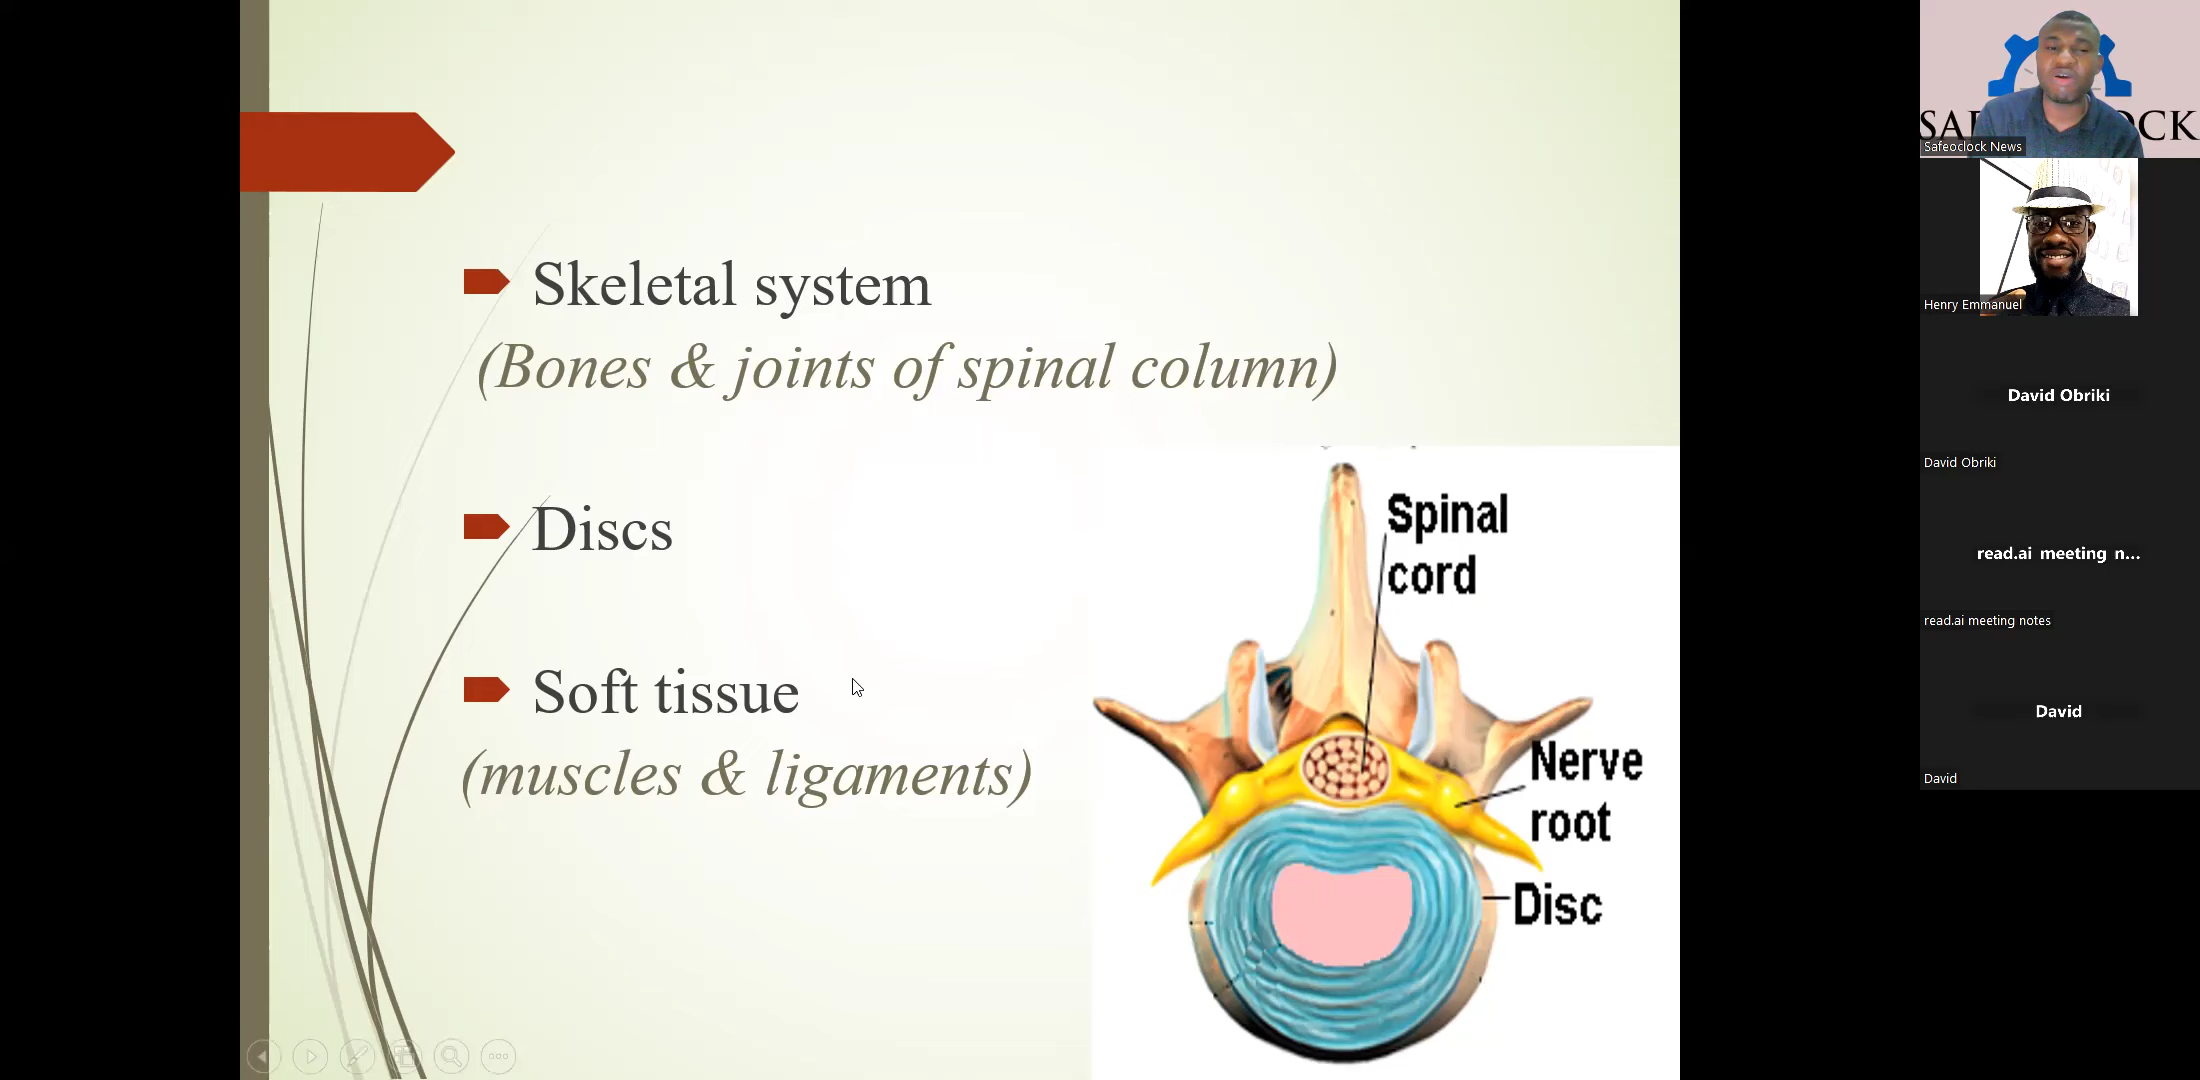 Skeletal system
(Bones & joints of spinal column)
Discs
Soft tissue
(muscles & ligaments)
Spinal
cord
Nerve
root
Disc
Safeoclock News
Henry Emmanuel
David Obriki
David Obriki
read.ai meeting n...
read.ai meeting notes
David
David